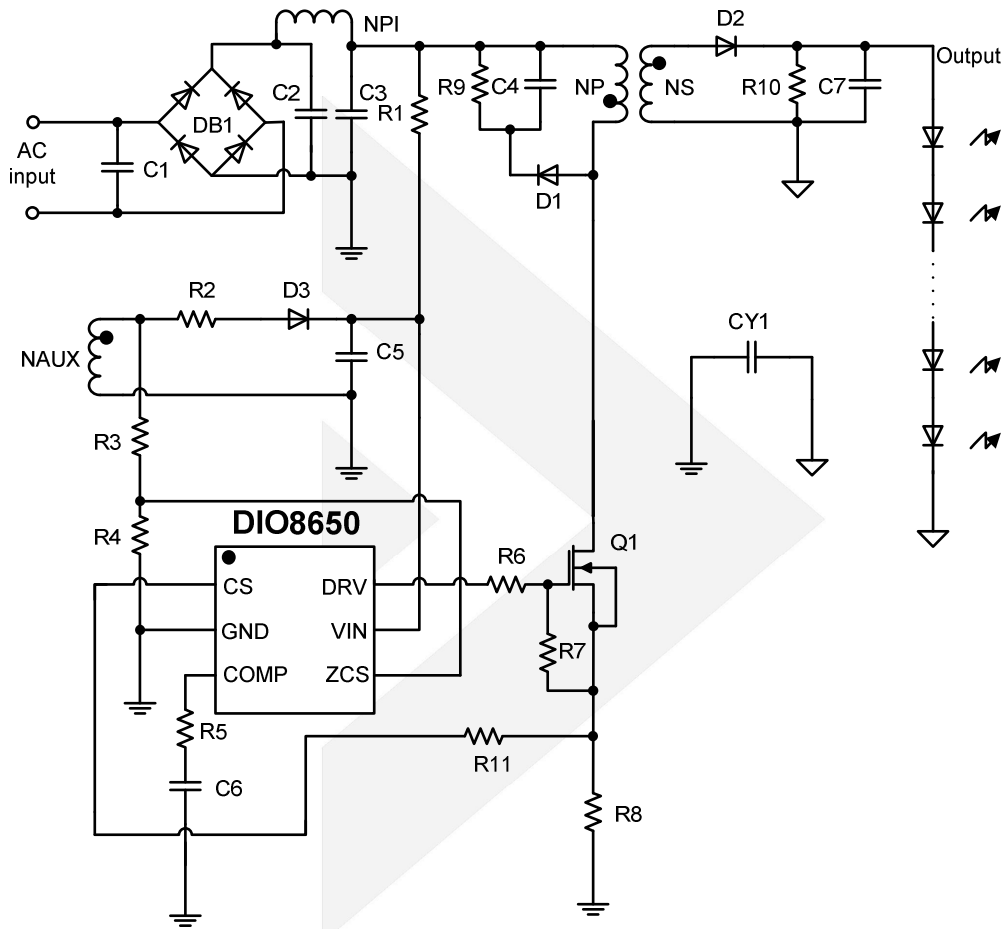 NPI
D2
Output
C2
C3
R1
R9
C4
NP
NS
R10
C7
DB1
AC
input
C1
D1
R2
D3
NAUX
C5
CY1
R3
R4
DIO8650
Q1
R6
CS
DRV
GND
VIN
R7
COMP
ZCS
R5
R11
C6
R8